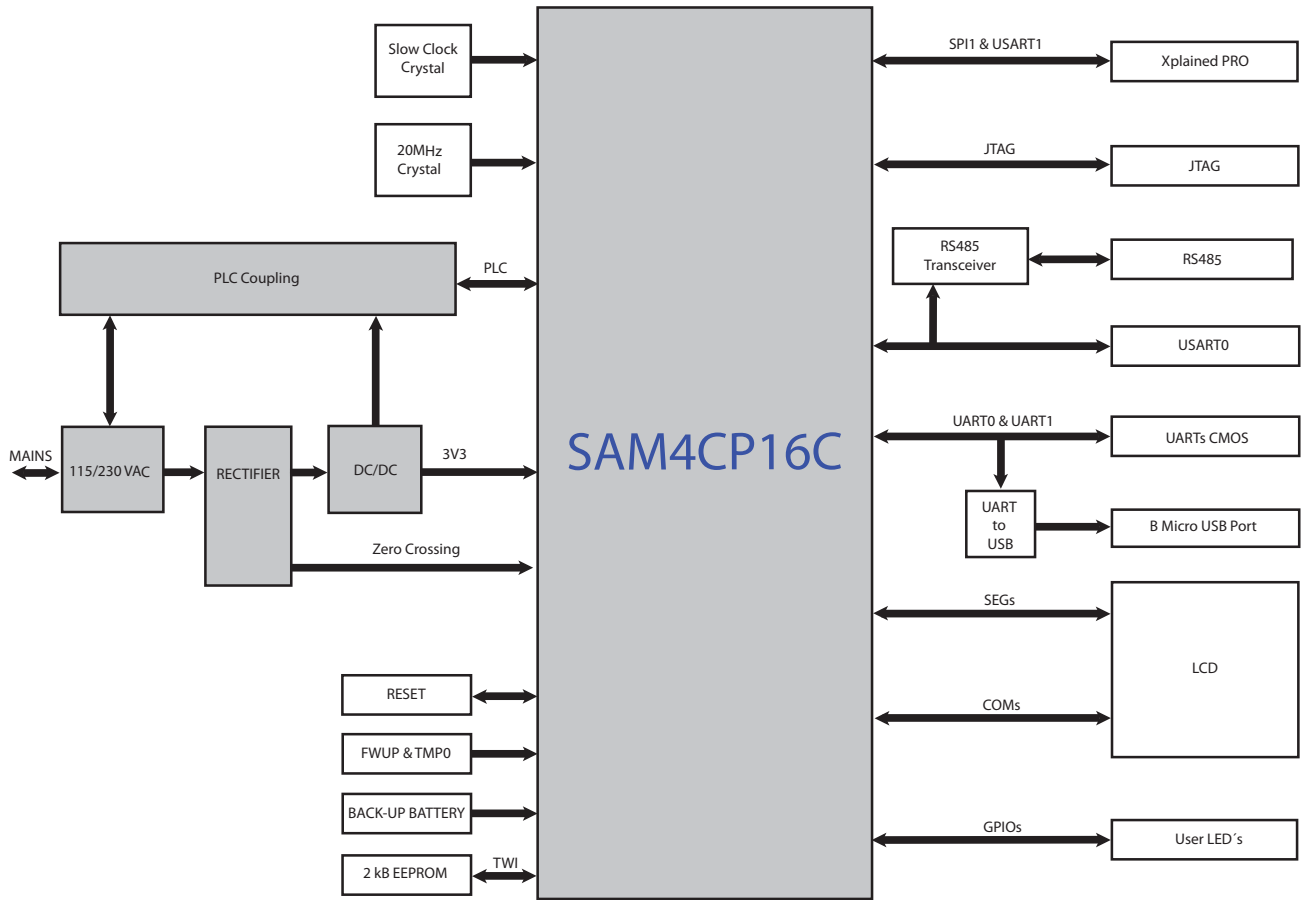 Slow Clock
Crystal
SPI1 & USART1
Xplained PRO
20MHz
Crystal
JTAG
JTAG
RS485
Transceiver
RS485
PLC Coupling
PLC
USART0
SAM4CP16C
UART0 & UART1
UARTs CMOS
MAINS
115/230 VAC
RECTIFIER
DC/DC
3V3
UART
to
USB
B Micro USB Port
Zero Crossing
SEGs
LCD
COMs
RESET
FWUP & TMP0
BACK-UP BATTERY
GPIOs
User LED´s
2 kB EEPROM
TWI